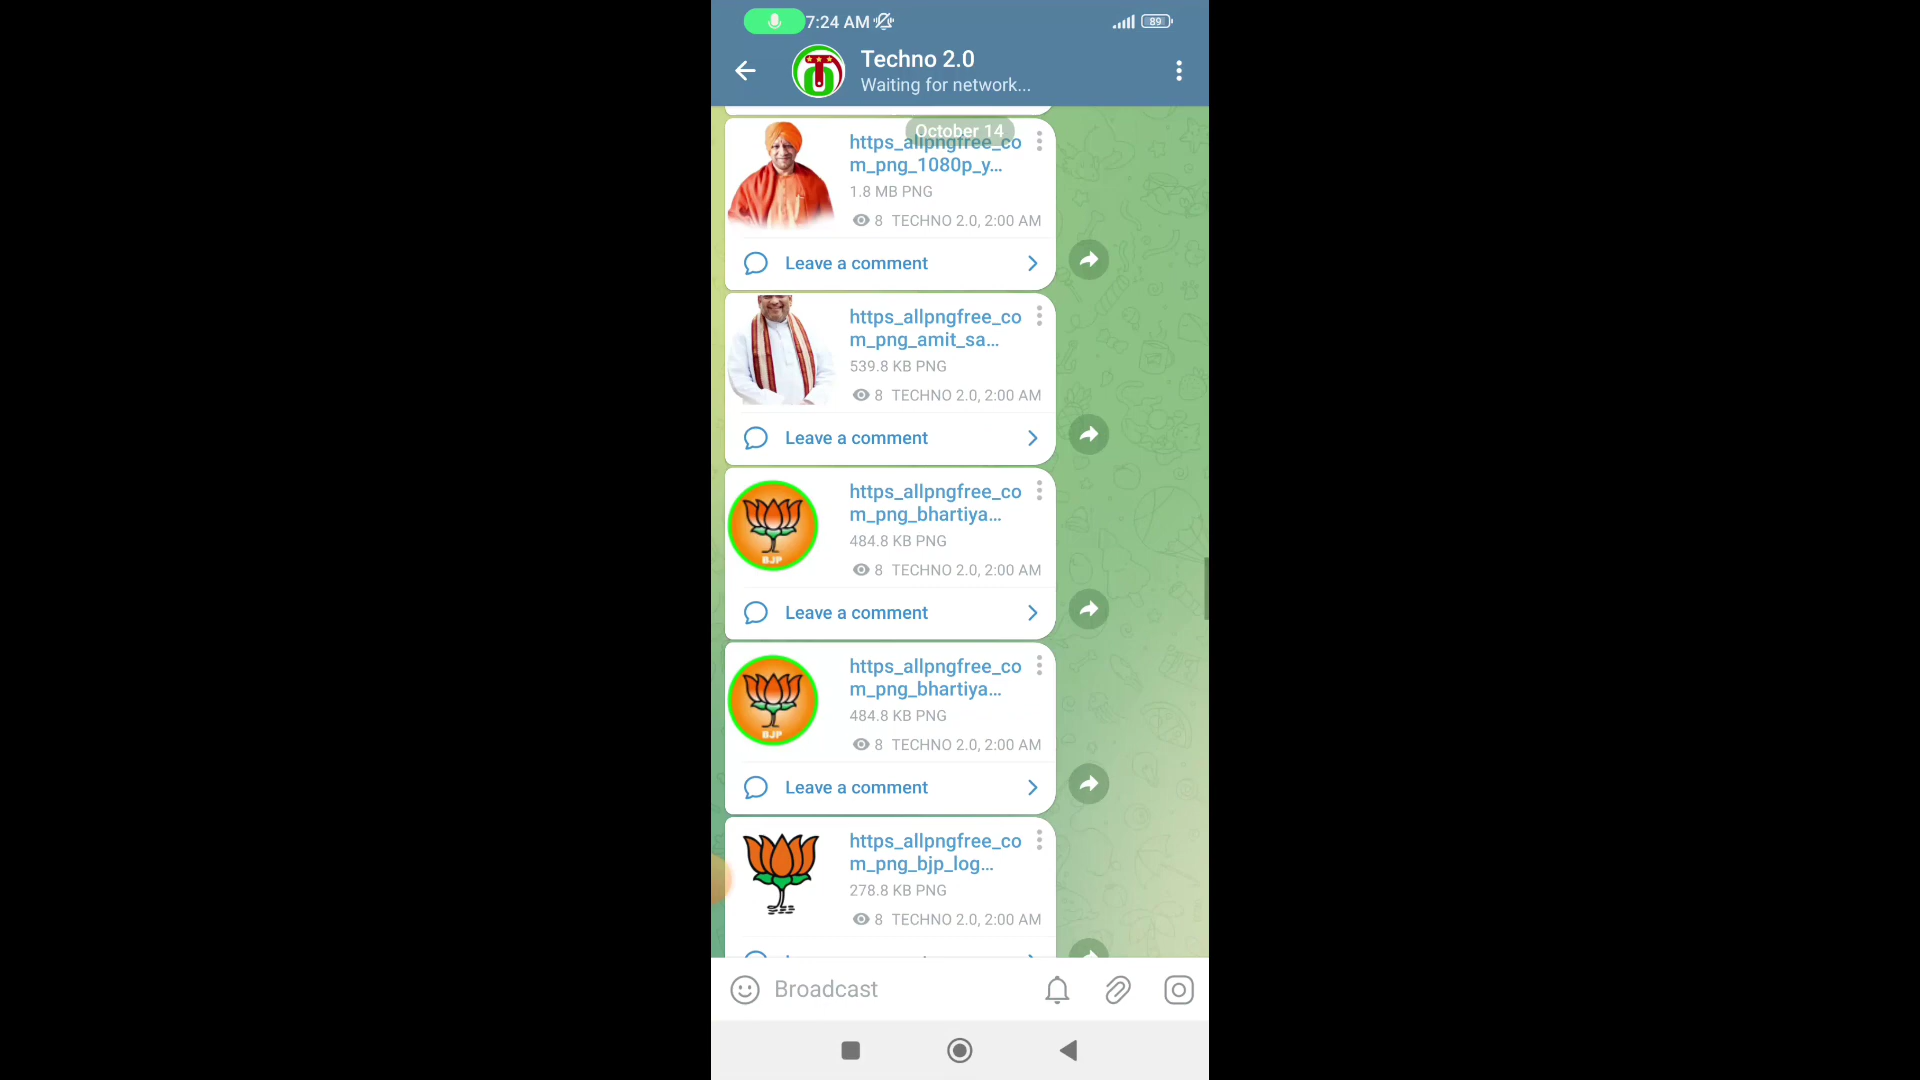 7:24 AM
89
Techno 2.0
Waiting for network...
October 14
https_allpngfree_co
m_png_1080p_y...
1.8 MB PNG
8 TECHNO 2.0, 2:00 AM
Leave a comment
https_allpngfree_co
m_png_amit_sa...
539.8 KB PNG
8 TECHNO 2.0, 2:00 AM
Leave a comment
https_allpngfree_co
m_png_bhartiya...
484.8 KB PNG
BJP
8 TECHNO 2.0, 2:00 AM
Leave a comment
https_allpngfree_co
m_png_bhartiya...
484.8 KB PNG
BJP
8 TECHNO 2.0, 2:00 AM
Leave a comment
https_allpngfree_co
m_png_bjp_log...
278.8 KB PNG
8 TECHNO 2.0, 2:00 AM
Broadcast